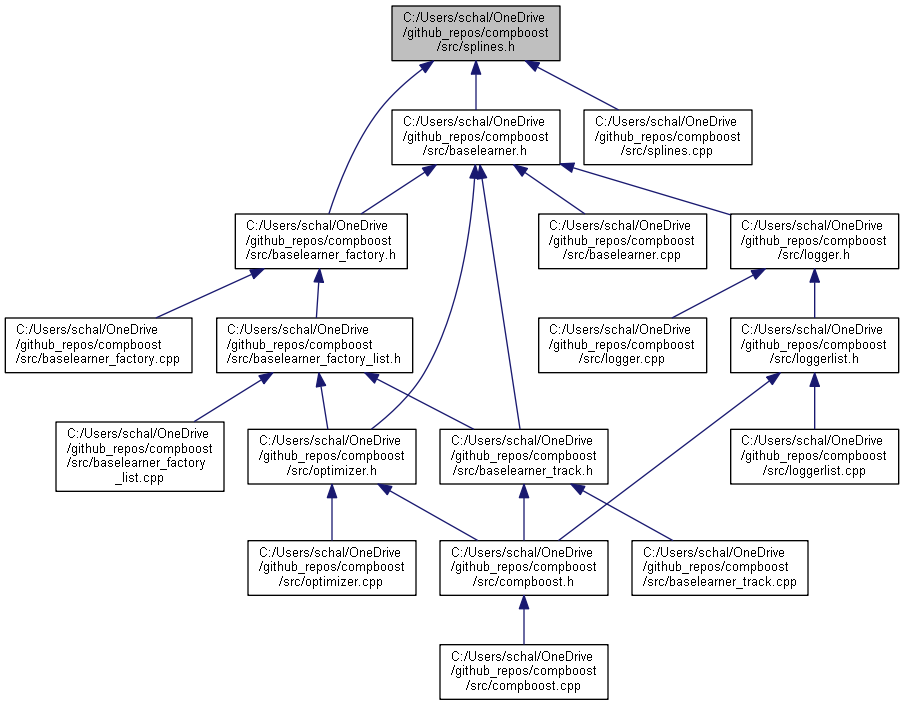 C:/Users/schal/OneDrive
/github_repos/compboost
/src/splines.h
C:/Users/schal/OneDrive
/github_repos/compboost
/src/baselearner.h
C:/Users/schal/OneDrive
/github_repos/compboost
/src/splines.cpp
C:/Users/schal/OneDrive
/github_repos/compboost
/src/baselearner_factory.h
C:/Users/schal/OneDrive
/github_repos/compboost
/src/baselearner.cpp
C:/Users/schal/OneDrive
/github_repos/compboost
/src/logger.h
C:/Users/schal/OneDrive
/github_repos/compboost
/src/baselearner_factory.cpp
C:/Users/schal/OneDrive
/github_repos/compboost
/src/baselearner_factory_list.h
C:/Users/schal/OneDrive
/github_repos/compboost
/src/logger.cpp
C:/Users/schal/OneDrive
/github_repos/compboost
/src/loggerlist.h
C:/Users/schal/OneDrive
/github_repos/compboost
/src/baselearner_factory
_list.cpp
C:/Users/schal/OneDrive
/github_repos/compboost
/src/optimizer.h
C:/Users/schal/OneDrive
/github_repos/compboost
/src/baselearner_track.h
C:/Users/schal/OneDrive
/github_repos/compboost
/src/loggerlist.cpp
C:/Users/schal/OneDrive
/github_repos/compboost
/src/optimizer.cpp
C:/Users/schal/OneDrive
/github_repos/compboost
/src/compboost.h
C:/Users/schal/OneDrive
/github_repos/compboost
/src/baselearner_track.cpp
C:/Users/schal/OneDrive
/github_repos/compboost
/src/compboost.cpp